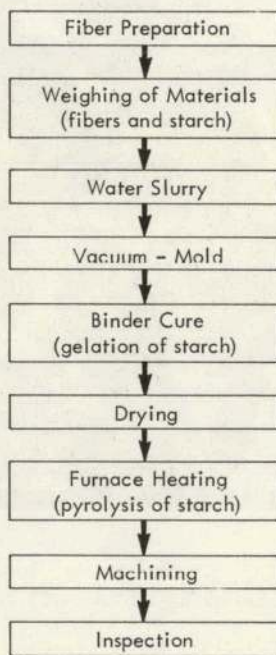 Fiber Preparation
Weighing of Materials
(fibers and starch)
Water Slurry
Vacuum - Mold
Binder Cure
(gelation of starch)
Drying
Furnace Heating
(pyrolysis of starch)
Machining
Inspection